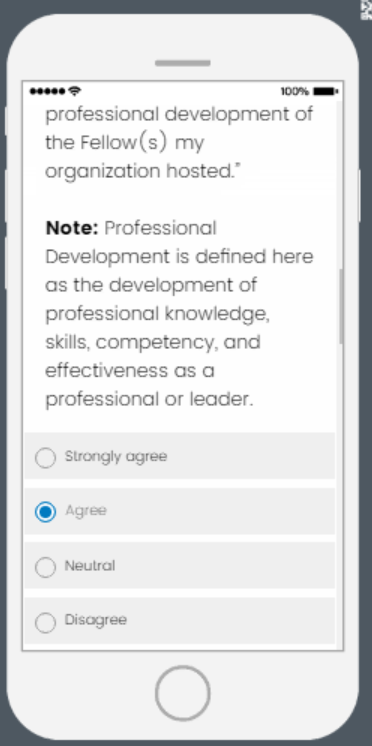 100%
professional development of
the Fellow(s) my
organization hosted."
Note: Professional
Development is defined here
as the development of
professional knowledge,
skills, competency, and
effectiveness as a
professional or leader.
Strongly agree
Agree
Neutral
Disagree